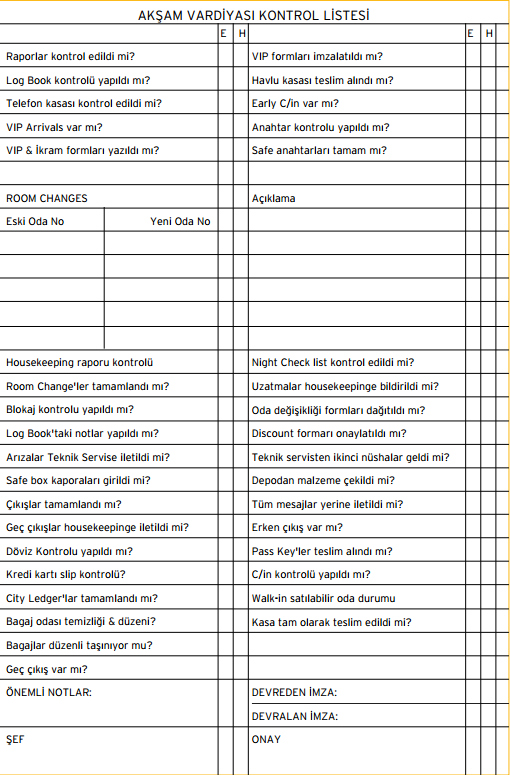 AKŞAM VARDİYASI KONTROL LİSTESİ
E H E H
Raporlar kontrol edildi mi? VIP formları imzalatıldı mı?
Log Book kontrolü yapıldı mı? Havlu kasası teslim alındı mı?
Telefon kasası kontrol edildi mi? Early C/in var mı?
VIP Arrivals var mı? Anahtar kontrolu yapıldı mı?
VIP & İkram formları yazıldı mı? Safe anahtarları tamam mı?
ROOM CHANGES Açıklama
Eski Oda No Yeni Oda No
Housekeeping raporu kontrolü Night Check list kontrol edildi mi?
Room Change'ler tamamlandı mı? Uzatmalar housekeepinge bildirildi mi?
Blokaj kontrolu yapıldı mı? Oda değişikliği formları dağıtıldı mı?
Log Book'taki notlar yapıldı mı? Discount formarı onaylatıldı mı?
Arızalar Teknik Servise iletildi mi? Teknik servisten ikinci nüshalar geldi mi?
Safe box kaporaları girildi mi? Depodan malzeme çekildi mi?
Çıkışlar tamamlandı mı? Tüm mesajlar yerine iletildi mi?
Geç çıkışlar housekeepinge iletildi mi? Erken çıkış var mı?
Döviz Kontrolu yapıldı mı? Pass Key'ler teslim alındı mı?
Kredi kartı slip kontrolü? C/in kontrolü yapıldı mı?
City Ledger'lar tamamlandı mı? Walk-in satılabilir oda durumu
Bagaj odası temizliği & düzeni? Kasa tam olarak teslim edildi mi?
Bagajlar düzenli taşınıyor mu?
Geç çıkış var mı?
ÖNEMLİ NOTLAR: DEVREDEN İMZA:
DEVRALAN İMZA:
ŞEF ONAY